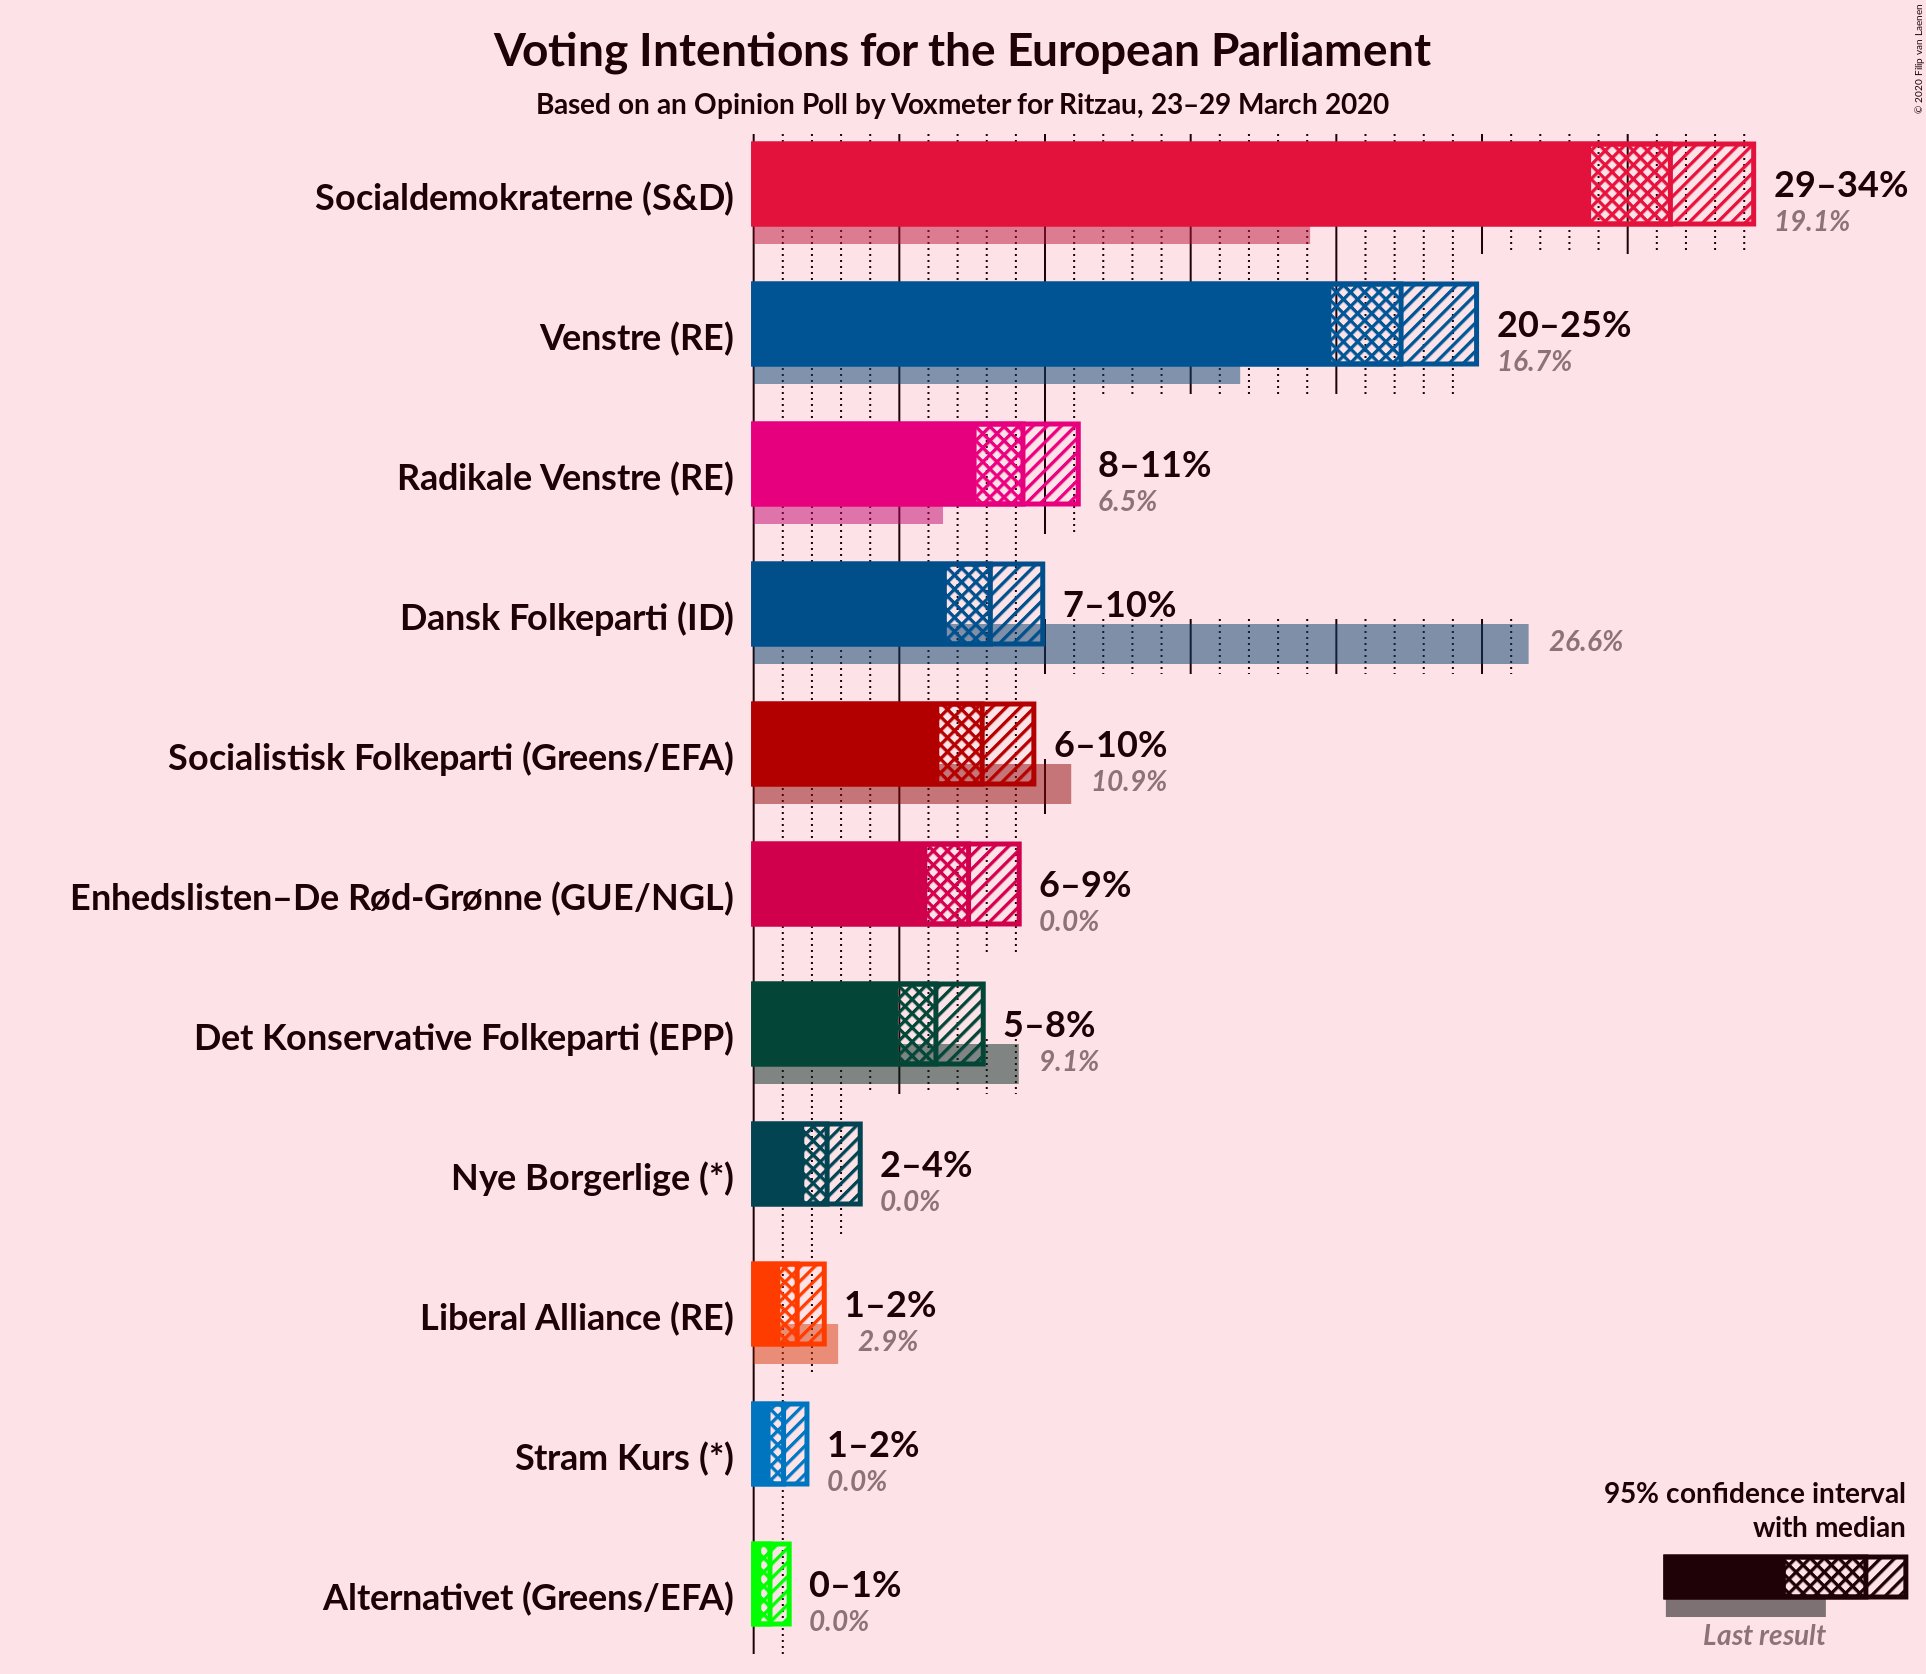 Voting Intentions for the European Parliament
Based on an Opinion Poll by Voxmeter for Ritzau, 23–29 March 2020
© 2020 Filip van Laenen
Socialdemokraterne (S&D)
29–34%
19.1%
Venstre (RE)
20–25%
16.7%
Radikale Venstre (RE)
8–11%
6.5%
Dansk Folkeparti (ID)
7–10%
26.6%
Socialistisk Folkeparti (Greens/EFA)
6–10%
10.9%
Enhedslisten–De Rød-Grønne (GUE/NGL)
6–9%
0.0%
Det Konservative Folkeparti (EPP)
5–8%
9.1%
Nye Borgerlige (*)
2–4%
0.0%
Liberal Alliance (RE)
1–2%
2.9%
Stram Kurs (*)
1–2%
0.0%
Alternativet (Greens/EFA)
0–1%
0.0%
95% confidence interval
with median
Last result